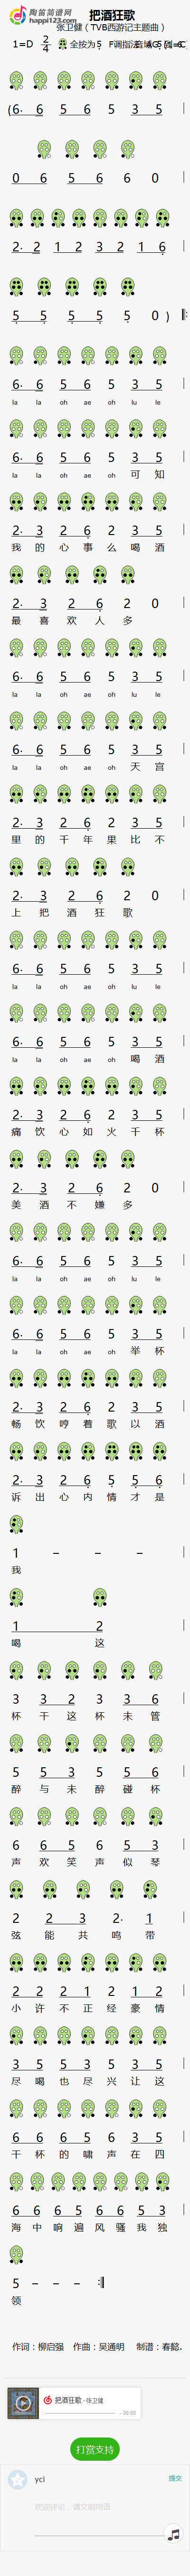 陶笛简谱网
happi123.com
把酒狂歌
张卫健（TVB西游记主题曲）
1=D 2/4 全按为5
(6. 6 5 6 5 3 5
0 6 5 6 6 0
2. 2 1 2 3 2 1 6
5 5 5 5 5 0 ) ‖:
6. 6 5 6 5 3 5
la la oh ae oh lu le
6. 6 5 6 5 3 5
la la oh ae oh 可 知
2. 3 2 6 2 3 5
我 的 心 事 么 喝 酒
2. 3 2 6 2 0
最 喜 欢 人 多
6. 6 5 6 5 3 5
la la oh ae oh lu le
6. 6 5 6 5 3 5
la la oh ae oh 天 宫
2. 3 2 6 2 3 5
里 的 千 年 果 比 不
2. 3 2 6 2 0
上 把 酒 狂 歌
6. 6 5 6 5 3 5
la la oh ae oh lu le
6. 6 5 6 5 3 5
la la oh ae oh 喝 酒
2. 3 2 6 2 3 5
痛 饮 心 如 火 千 杯
2. 3 2 6 2 0
美 酒 不 嫌 多
6. 6 5 6 5 3 5
la la oh ae oh lu le
6. 6 5 6 5 3 5
la la oh ae oh 举 杯
2. 3 2 6 2 3 5
畅 饮 哼 着 歌 以 酒
2. 3 2 6 5 5 6
诉 出 心 内 情 才 是
1 – – –
我
1 2
喝 这
3 3 2 3 3 6
杯 干 这 杯 未 管
5 5 3 5 5 6
醉 与 未 醉 碰 杯
6 6 5 6 5 3
声 欢 笑 声 似 琴
2 2 3 2. 1
弦 能 共 鸣 带
2 2 2 1 2 1 2
小 许 不 正 经 豪 情
3 5 5 3 5 3 5
尽 喝 也 尽 兴 让 这
6 6 6 5 6 3 5
干 杯 的 啸 声 在 四
6 6 6 5 6 6 5 3
海 中 响 遍 风 骚 我 独
5 – – – :‖
领
作词：柳启强 作曲：吴通明 制谱：春懿.
把酒狂歌 - 张卫健
- 00:00
打赏支持
ycl
提交
欢迎评论，请文明用语